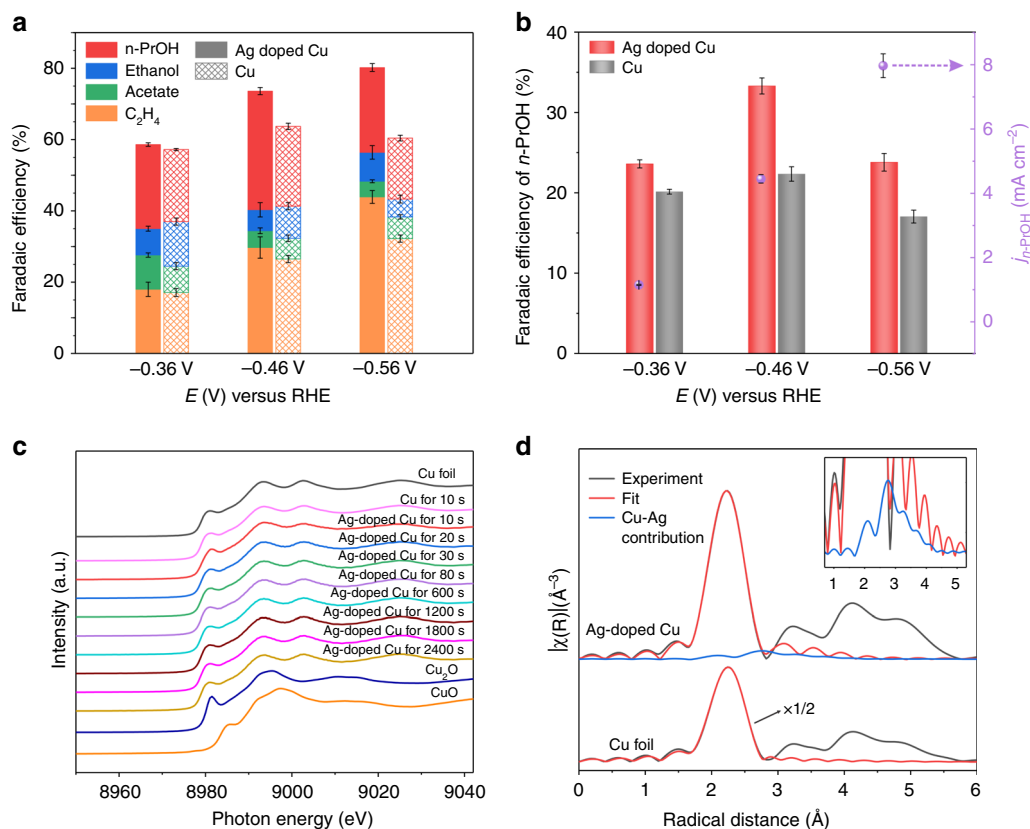 a
n-PrOH
Ethanol
Acetate
C₂H₄
Ag doped Cu
Cu
80
60
40
20
0
Faradaic efficiency (%)
−0.36 V
−0.46 V
−0.56 V
E (V) versus RHE
b
Ag doped Cu
Cu
40
30
20
10
0
Faradaic efficiency of n-PrOH (%)
8
6
4
2
0
jn-PrOH (mA cm−2)
−0.36 V
−0.46 V
−0.56 V
E (V) versus RHE
c
Intensity (a.u.)
Cu foil
Cu for 10 s
Ag-doped Cu for 10 s
Ag-doped Cu for 20 s
Ag-doped Cu for 30 s
Ag-doped Cu for 80 s
Ag-doped Cu for 600 s
Ag-doped Cu for 1200 s
Ag-doped Cu for 1800 s
Ag-doped Cu for 2400 s
Cu₂O
CuO
8960
8980
9000
9020
9040
Photon energy (eV)
d
Experiment
Fit
Cu-Ag
contribution
1 2 3 4 5
|χ(R)|(Å−3)
Ag-doped Cu
×1/2
Cu foil
0 1 2 3 4 5 6
Radical distance (Å)